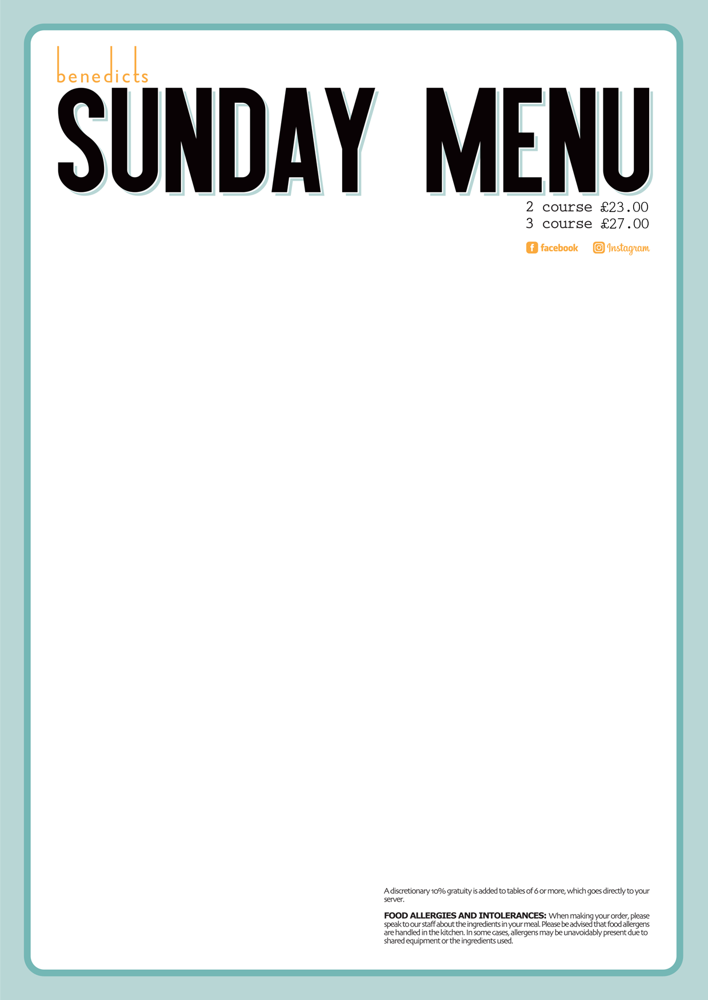 benedicts
SUNDAY MENU
2 course £23.00
3 course £27.00
facebook Instagram
A discretionary 10% gratuity is added to tables of 6 or more, which goes directly to your
server.
FOOD ALLERGIES AND INTOLERANCES: When making your order, please
speak to our staff about the ingredients in your meal. Please be advised that food allergens
are handled in the kitchen. In some cases, allergens may be unavoidably present due to
shared equipment or the ingredients used.